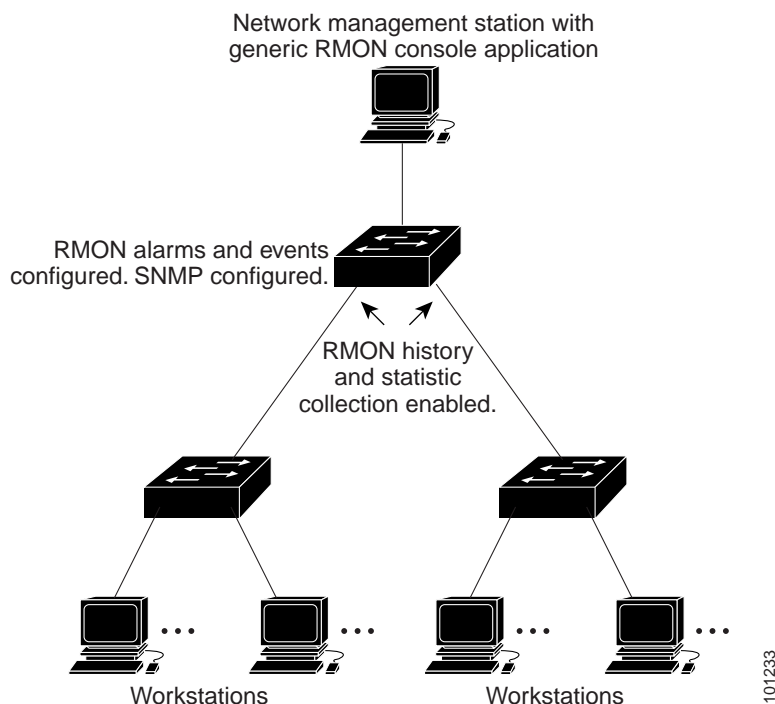 Network management station with
generic RMON console application
RMON alarms and events
configured. SNMP configured.
RMON history
and statistic
collection enabled.
Workstations
Workstations
101233